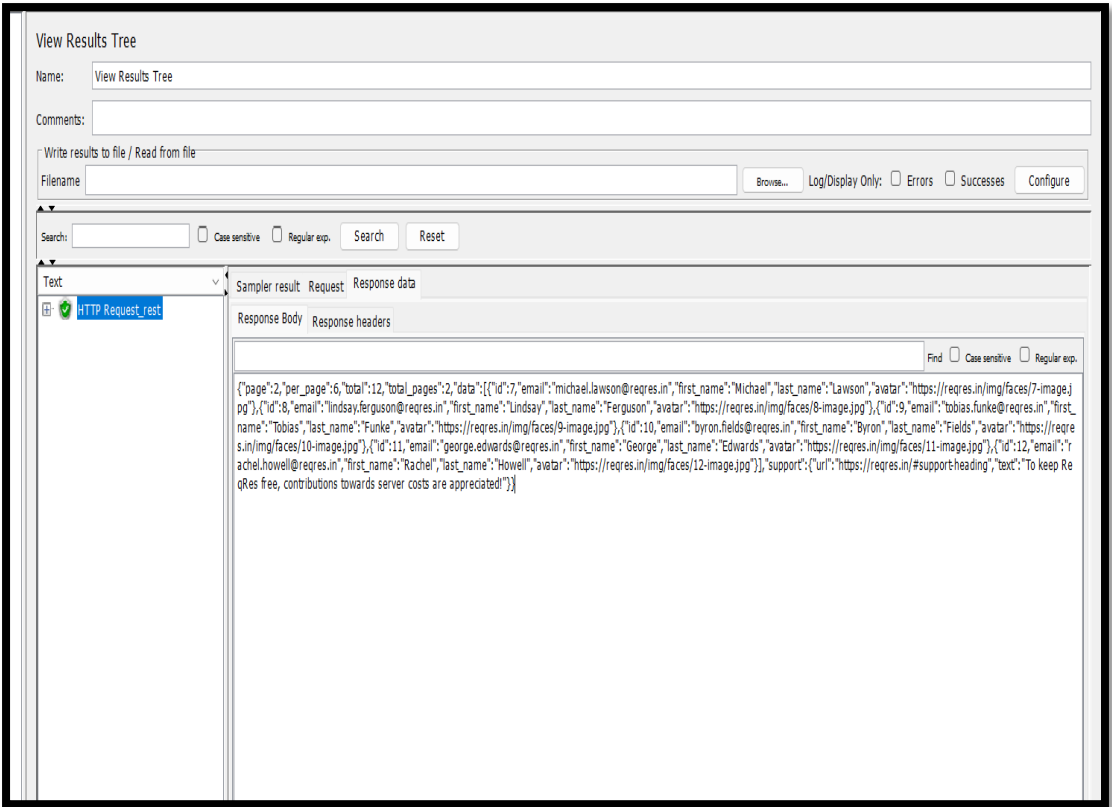 View Results Tree
Name: View Results Tree
Comments:
Write results to file / Read from file
Filename Browse... Log/Display Only: Errors Successes Configure
Search: Case sensitive Regular exp. Search Reset
Text
HTTP Request_rest
Sampler result Request Response data
Response Body Response headers
Find Case sensitive Regular exp.
{"page":2,"per_page":6,"total":12,"total_pages":2,"data":[{"id":7,"email":"michael.lawson@reqres.in","first_name":"Michael","last_name":"Lawson","avatar":"https://reqres.in/img/faces/7-image.j
pg"},{"id":8,"email":"lindsay.ferguson@reqres.in","first_name":"Lindsay","last_name":"Ferguson","avatar":"https://reqres.in/img/faces/8-image.jpg"},{"id":9,"email":"tobias.funke@reqres.in","first_
name":"Tobias","last_name":"Funke","avatar":"https://reqres.in/img/faces/9-image.jpg"},{"id":10,"email":"byron.fields@reqres.in","first_name":"Byron","last_name":"Fields","avatar":"https://reqre
s.in/img/faces/10-image.jpg"},{"id":11,"email":"george.edwards@reqres.in","first_name":"George","last_name":"Edwards","avatar":"https://reqres.in/img/faces/11-image.jpg"},{"id":12,"email":"r
achel.howell@reqres.in","first_name":"Rachel","last_name":"Howell","avatar":"https://reqres.in/img/faces/12-image.jpg"}],"support":{"url":"https://reqres.in/#support-heading","text":"To keep Re
qRes free, contributions towards server costs are appreciated!"}}